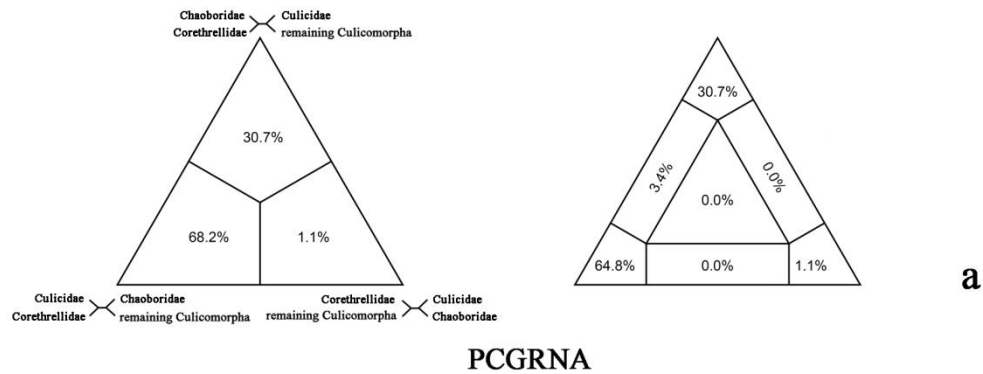 Chaoboridae Culicidae
Corethrellidae remaining Culicomorpha
30.7%
68.2% 1.1%
Culicidae Chaoboridae
Corethrellidae remaining Culicomorpha
Corethrellidae Culicidae
remaining Culicomorpha Chaoboridae
30.7%
3.4% 0.0%
0.0%
64.8% 0.0% 1.1%
a
PCGRNA